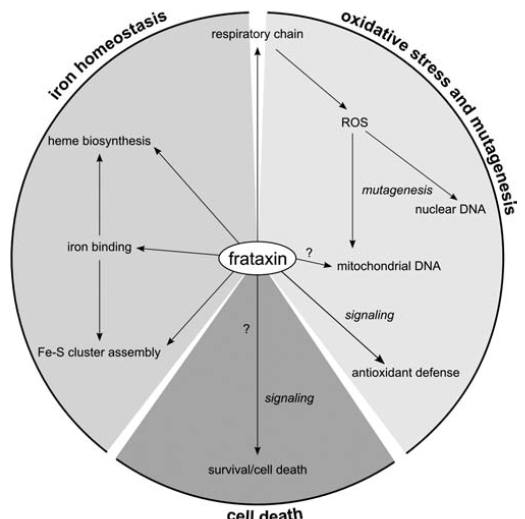 iron homeostasis
oxidative stress and mutagenesis
respiratory chain
ROS
heme biosynthesis
mutagenesis
nuclear DNA
iron binding
frataxin
?
mitochondrial DNA
signaling
?
Fe-S cluster assembly
antioxidant defense
signaling
survival/cell death
cell death